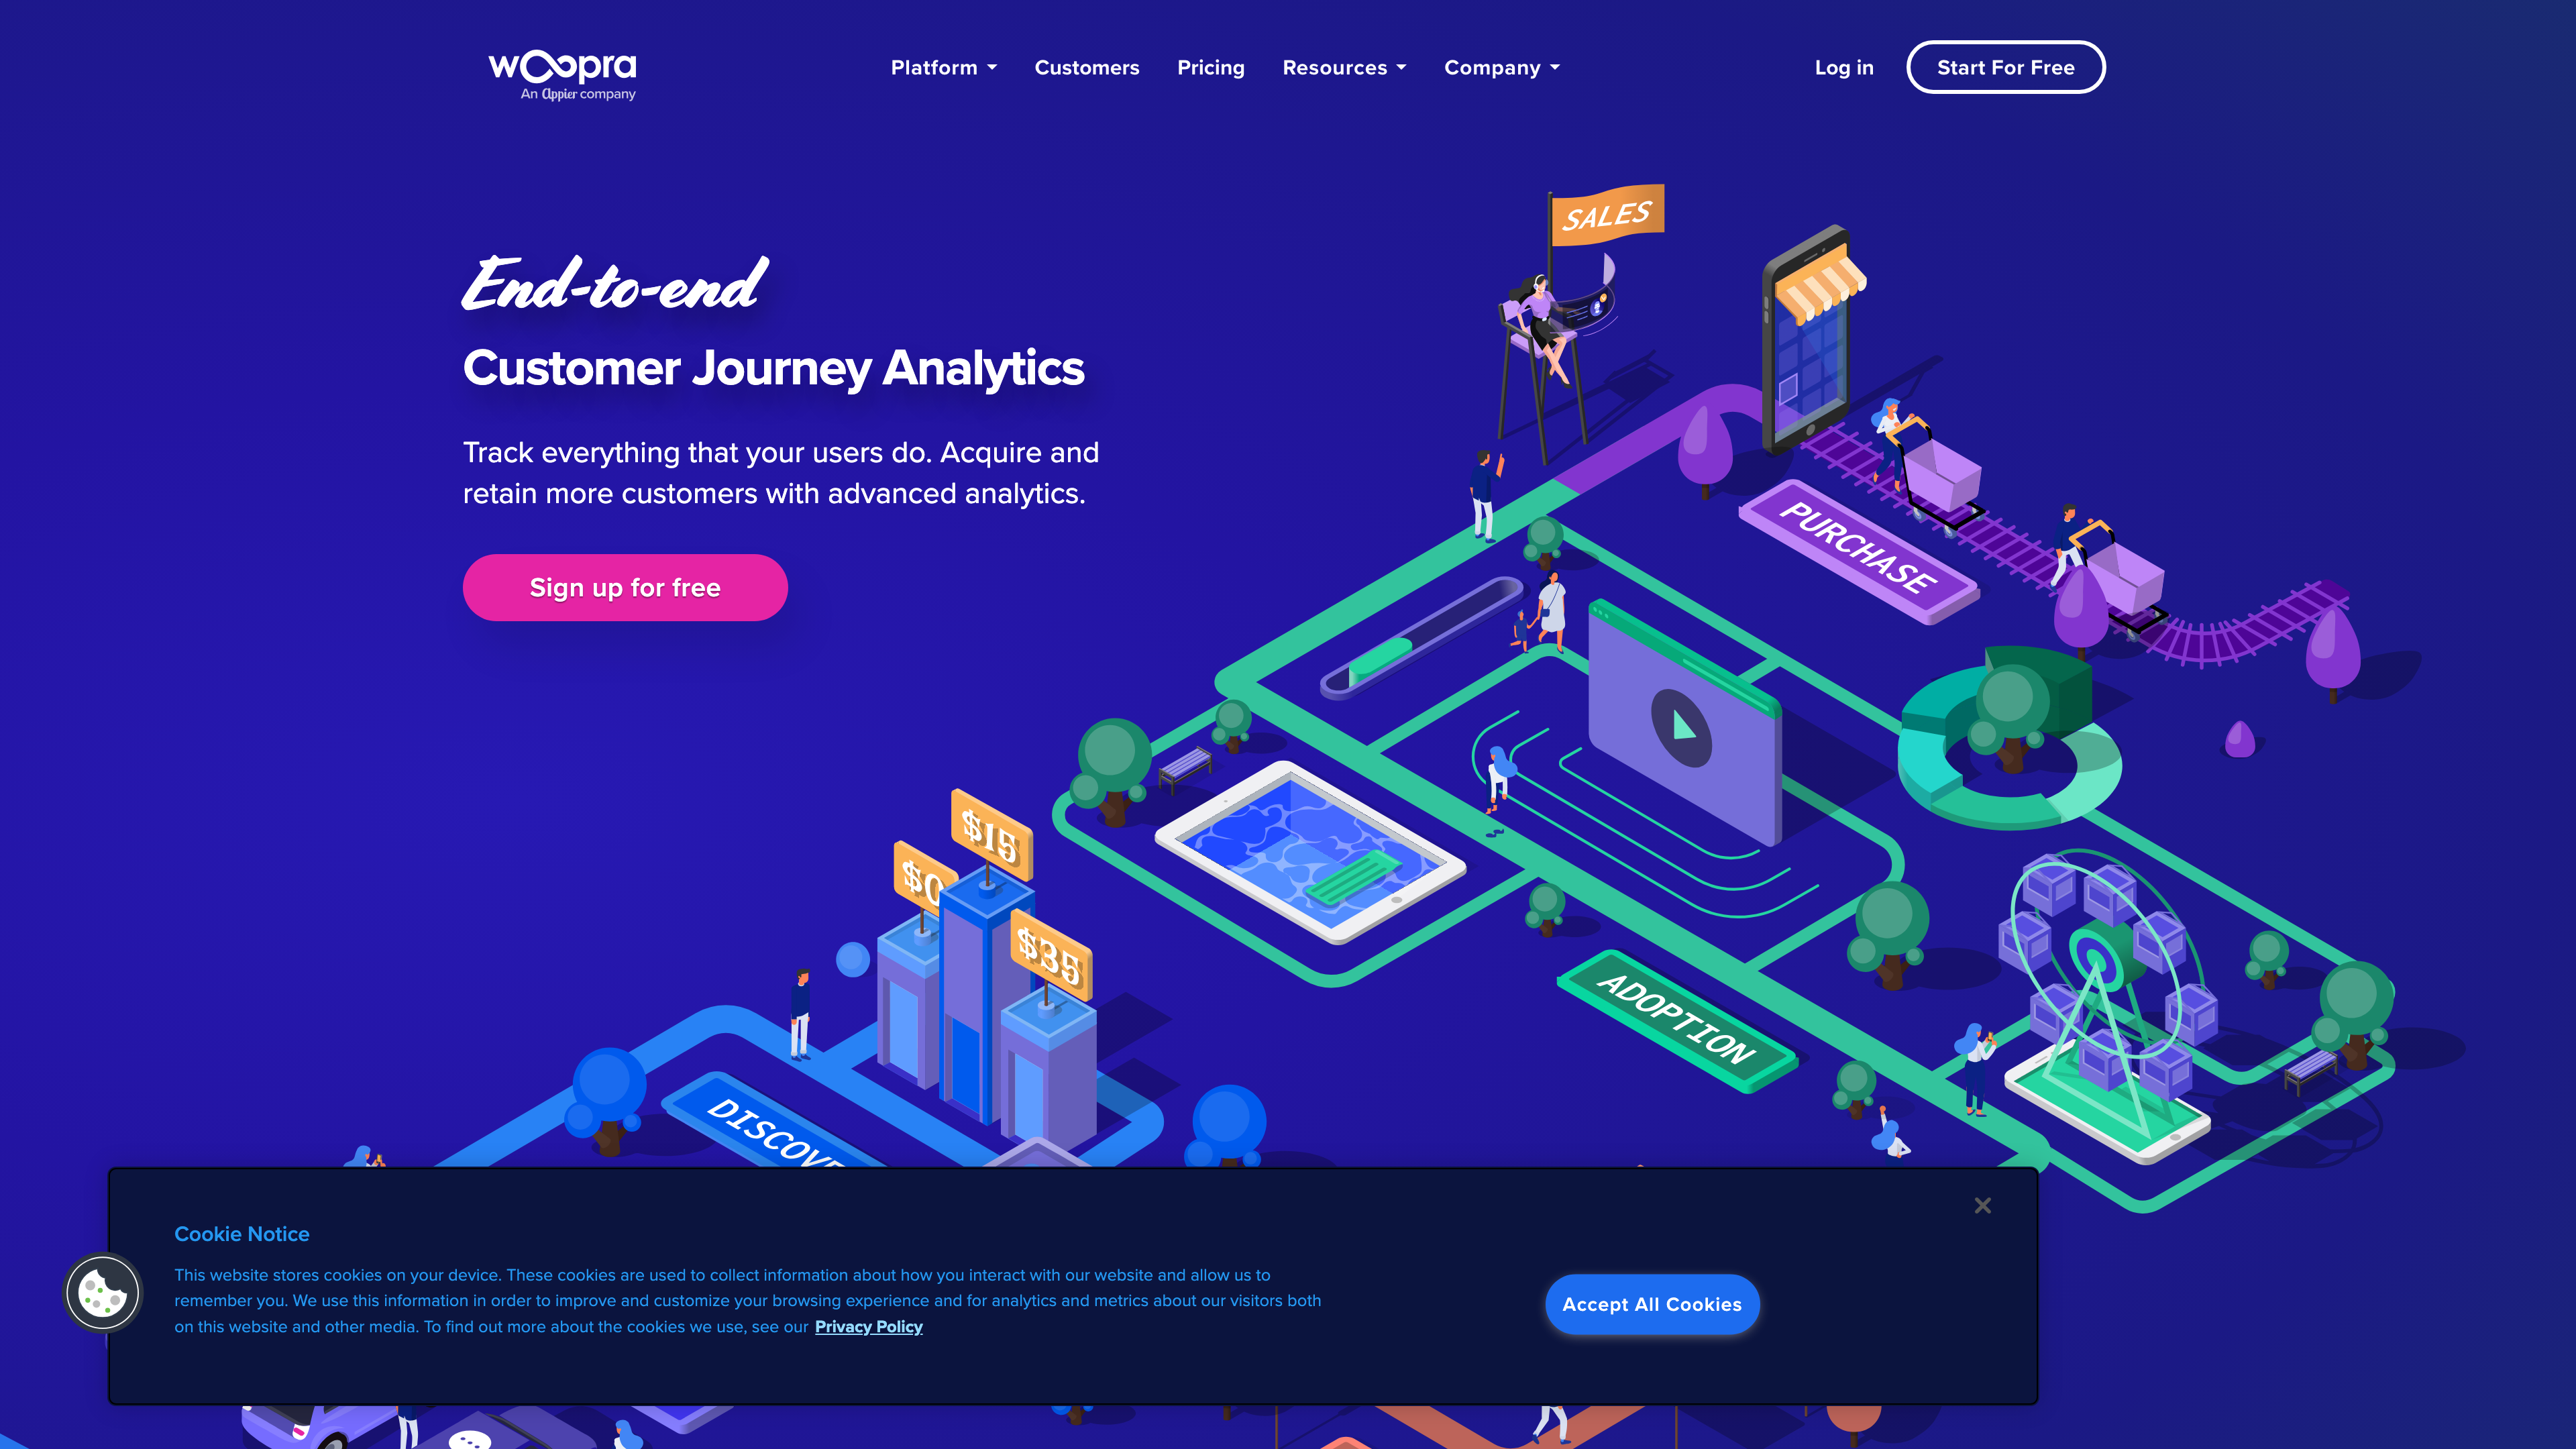 woopra
An Appier company
Platform
Customers
Pricing
Resources
Company
Log in
Start For Free
End-to-end
Customer Journey Analytics
Track everything that your users do. Acquire and
retain more customers with advanced analytics.
Sign up for free
SALES
PURCHASE
$15
$0
$35
ADOPTION
Cookie Notice
This website stores cookies on your device. These cookies are used to collect information about how you interact with our website and allow us to
remember you. We use this information in order to improve and customize your browsing experience and for analytics and metrics about our visitors both
on this website and other media. To find out more about the cookies we use, see our Privacy Policy
Accept All Cookies